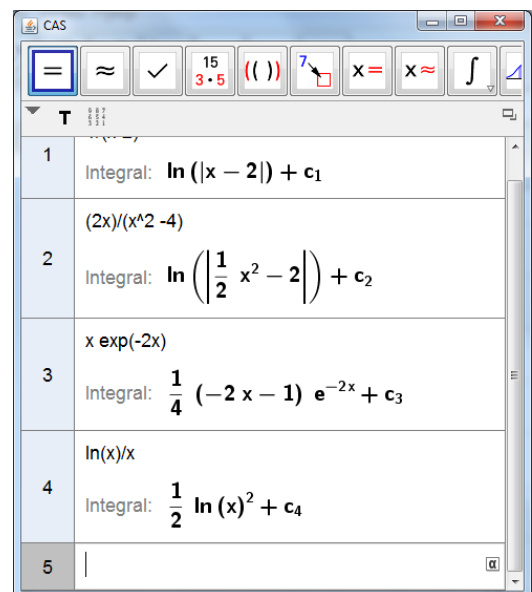 CAS
= ≈ ✓ 15 3·5 (( )) 7 x= x≈ ∫
T
1
Integral: ln (|x − 2|) + c₁
(2x)/(x^2 -4)
2
Integral: ln (|1/2 x² − 2|) + c₂
x exp(-2x)
3
Integral: 1/4 (−2 x − 1) e^(−2x) + c₃
ln(x)/x
4
Integral: 1/2 ln (x)² + c₄
5
α